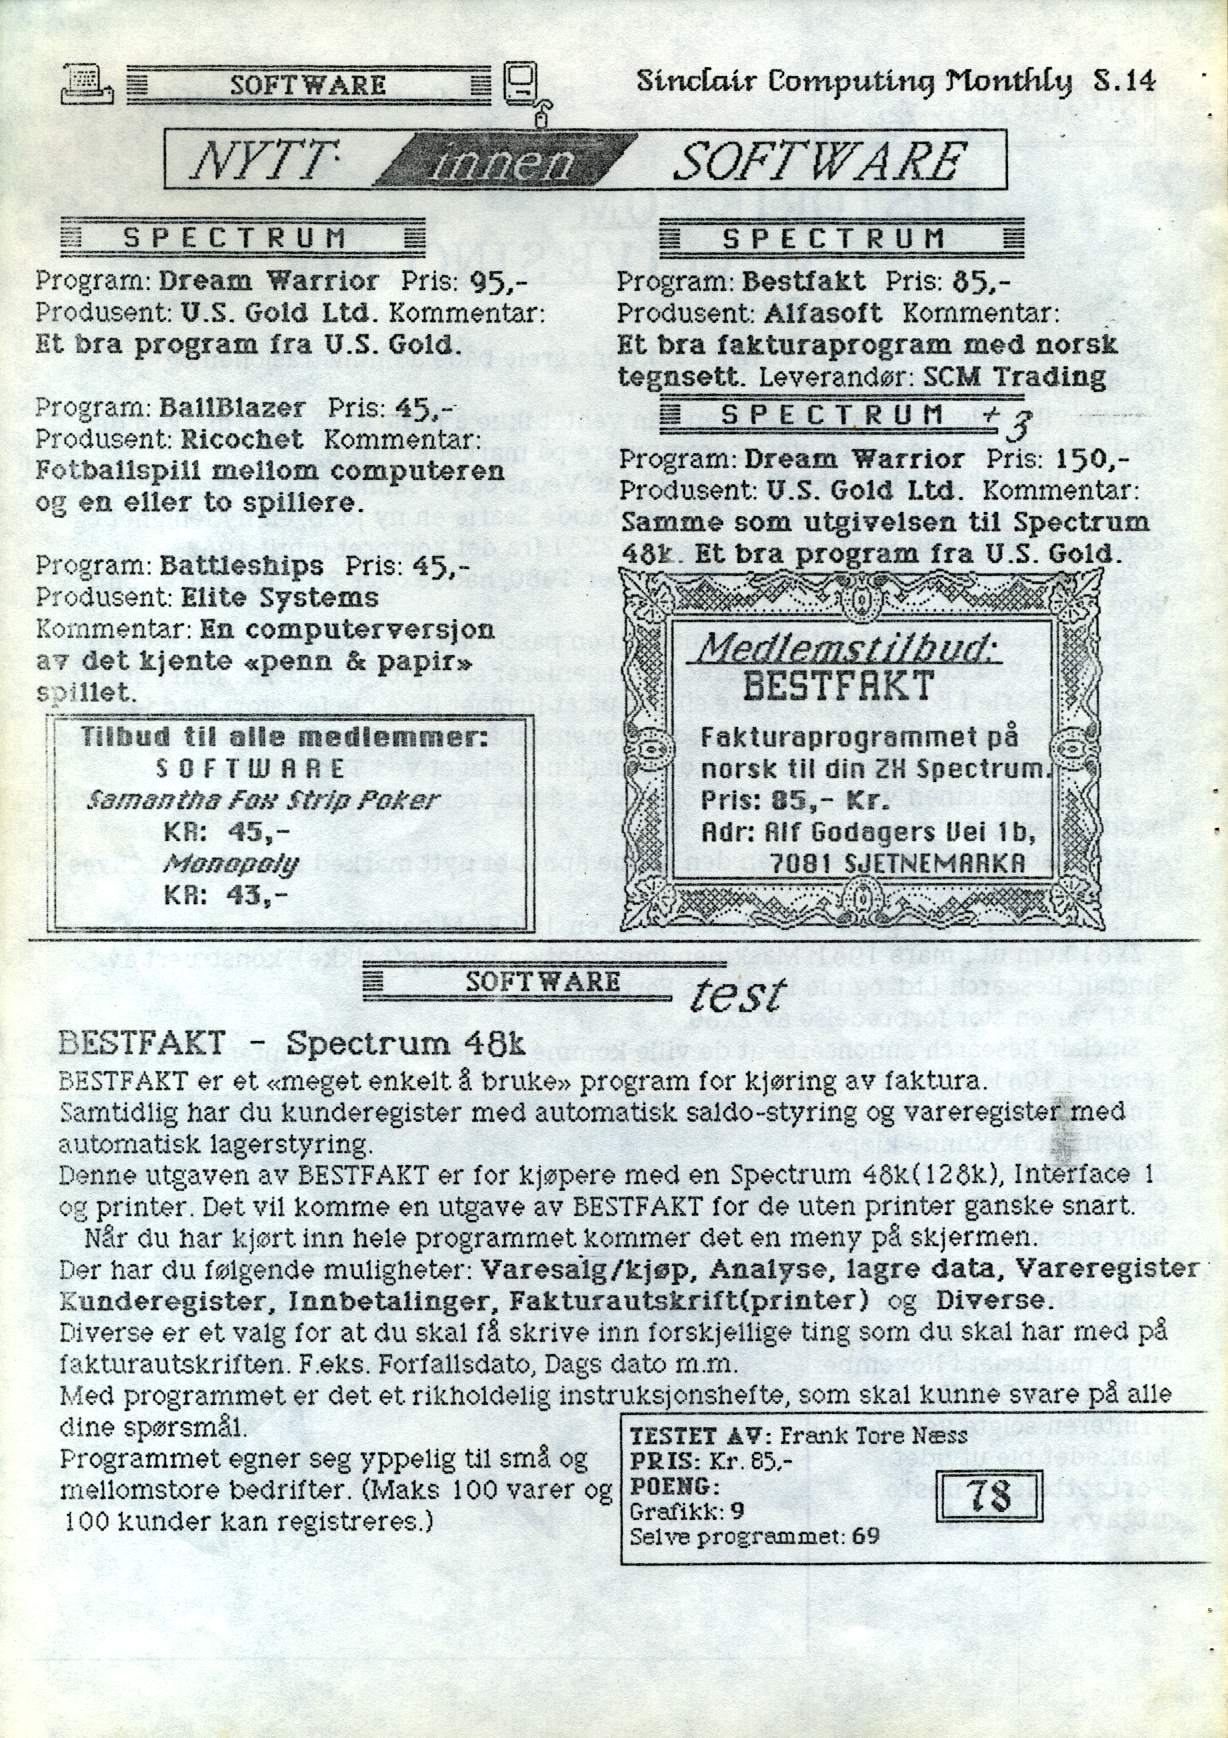 SOFTWARE
Sinclair Computing Monthly S.14
NYTT innen SOFTWARE
SPECTRUM
Program: Dream Warrior Pris: 95,-
Produsent: U.S. Gold Ltd. Kommentar:
Et bra program fra U.S. Gold.
Program: BallBlazer Pris: 45,-
Produsent: Ricochet Kommentar:
Fotballspill mellom computeren
og en eller to spillere.
Program: Battleships Pris: 45,-
Produsent: Elite Systems
Kommentar: En computerversjon
av det kjente «penn & papir»
spillet.
Tilbud til alle medlemmer:
SOFTWARE
Samantha Fox Strip Poker
KR: 45,-
Monopoly
KR: 43,-
SPECTRUM
Program: Bestfakt Pris: 85,-
Produsent: Alfasoft Kommentar:
Et bra fakturaprogram med norsk
tegnsett. Leverandør: SCM Trading
SPECTRUM +3
Program: Dream Warrior Pris: 150,-
Produsent: U.S. Gold Ltd. Kommentar:
Samme som utgivelsen til Spectrum
48k. Et bra program fra U.S. Gold.
Medlemstilbud:
BESTFAKT
Fakturaprogrammet på
norsk til din ZX Spectrum.
Pris: 85,- Kr.
Adr: Alf Godagers Vei 1b,
7081 SJETNEMARKA
SOFTWARE test
BESTFAKT - Spectrum 48k
BESTFAKT er et «meget enkelt å bruke» program for kjøring av faktura.
Samtidlig har du kunderegister med automatisk saldo-styring og vareregister med
automatisk lagerstyring.
Denne utgaven av BESTFAKT er for kjøpere med en Spectrum 48k(128k), Interface 1
og printer. Det vil komme en utgave av BESTFAKT for de uten printer ganske snart.
Når du har kjørt inn hele programmet kommer det en meny på skjermen.
Der har du følgende muligheter: Varesalg/kjøp, Analyse, lagre data, Vareregister
Kunderegister, Innbetalinger, Fakturautskrift(printer) og Diverse.
Diverse er et valg for at du skal få skrive inn forskjellige ting som du skal har med på
fakturautskriften. F.eks. Forfallsdato, Dags dato m.m.
Med programmet er det et rikholdelig instruksjonshefte, som skal kunne svare på alle
dine spørsmål.
Programmet egner seg yppelig til små og
mellomstore bedrifter. (Maks 100 varer og
100 kunder kan registreres.)
TESTET AV: Frank Tore Næss
PRIS: Kr. 85,-
POENG:
Grafikk: 9
Selve programmet: 69
78